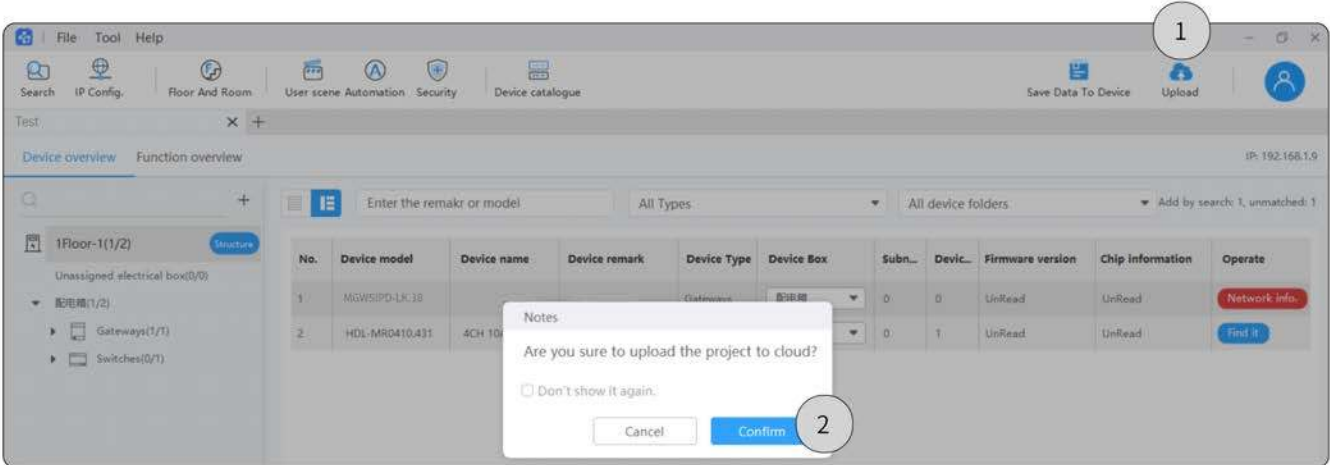 1
File Tool Help
Search IP Config. Floor And Room User scene Automation Security Device catalogue Save Data To Device Upload
Test
Device overview Function overview IP: 192.168.1.9
Enter the remakr or model All Types All device folders Add by search: 1, unmatched: 1
1Floor-1(1/2) Structure
Unassigned electrical box(0/0)
配电箱(1/2)
Gateways(1/1)
Switches(0/1)
No. Device model Device name Device remark Device Type Device Box Subn... Devic... Firmware version Chip information Operate
1 MGWSIPD-LK.18 Gateways 配电箱 0 0 UnRead UnRead Network info.
2 HDL-MR0410.431 4CH 0 1 UnRead UnRead Find it
Notes
Are you sure to upload the project to cloud?
Don't show it again.
Cancel Confirm
2